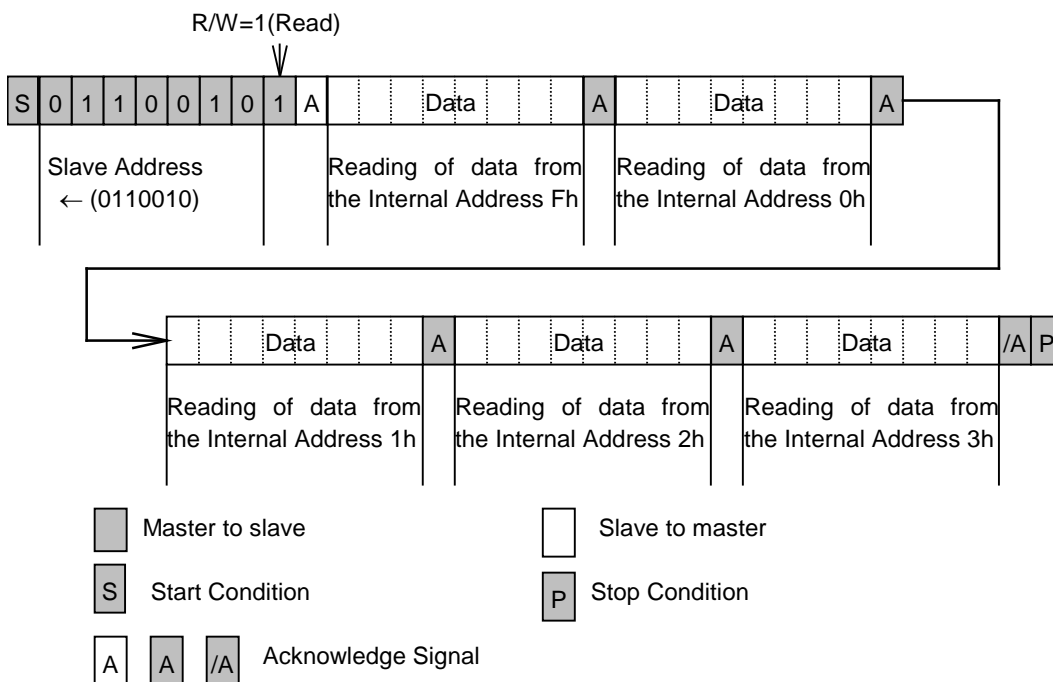 R/W=1(Read)
S 0 1 1 0 0 1 0 1 A Data A Data A
Slave Address
← (0110010)
Reading of data from
the Internal Address Fh
Reading of data from
the Internal Address 0h
Data A Data A Data /A P
Reading of data from
the Internal Address 1h
Reading of data from
the Internal Address 2h
Reading of data from
the Internal Address 3h
Master to slave
Slave to master
S Start Condition
P Stop Condition
A A /A Acknowledge Signal